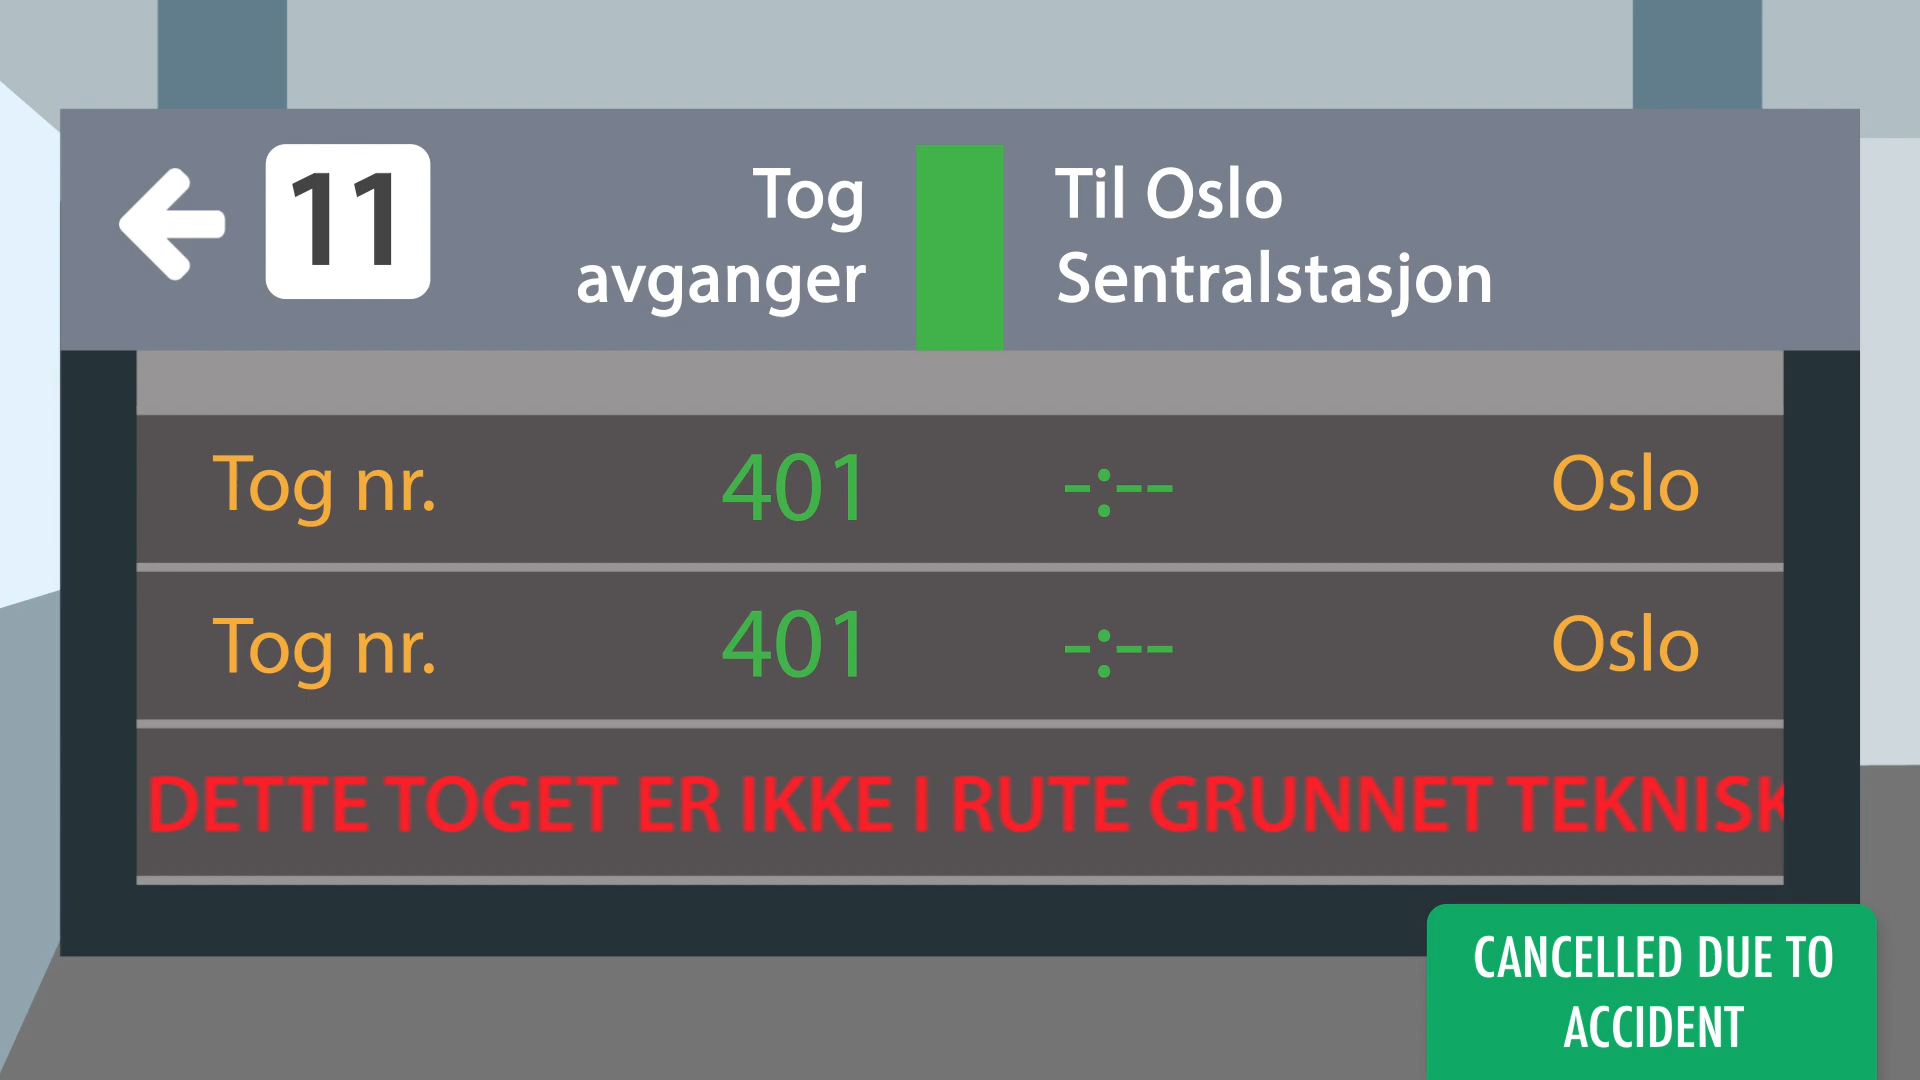 11
Tog
avganger
Til Oslo
Sentralstasjon
Tog nr. 401 -:-- Oslo
Tog nr. 401 -:-- Oslo
DETTE TOGET ER IKKE I RUTE GRUNNET TEKNISK
CANCELLED DUE TO
ACCIDENT